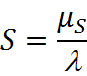 S = μ_S / λ